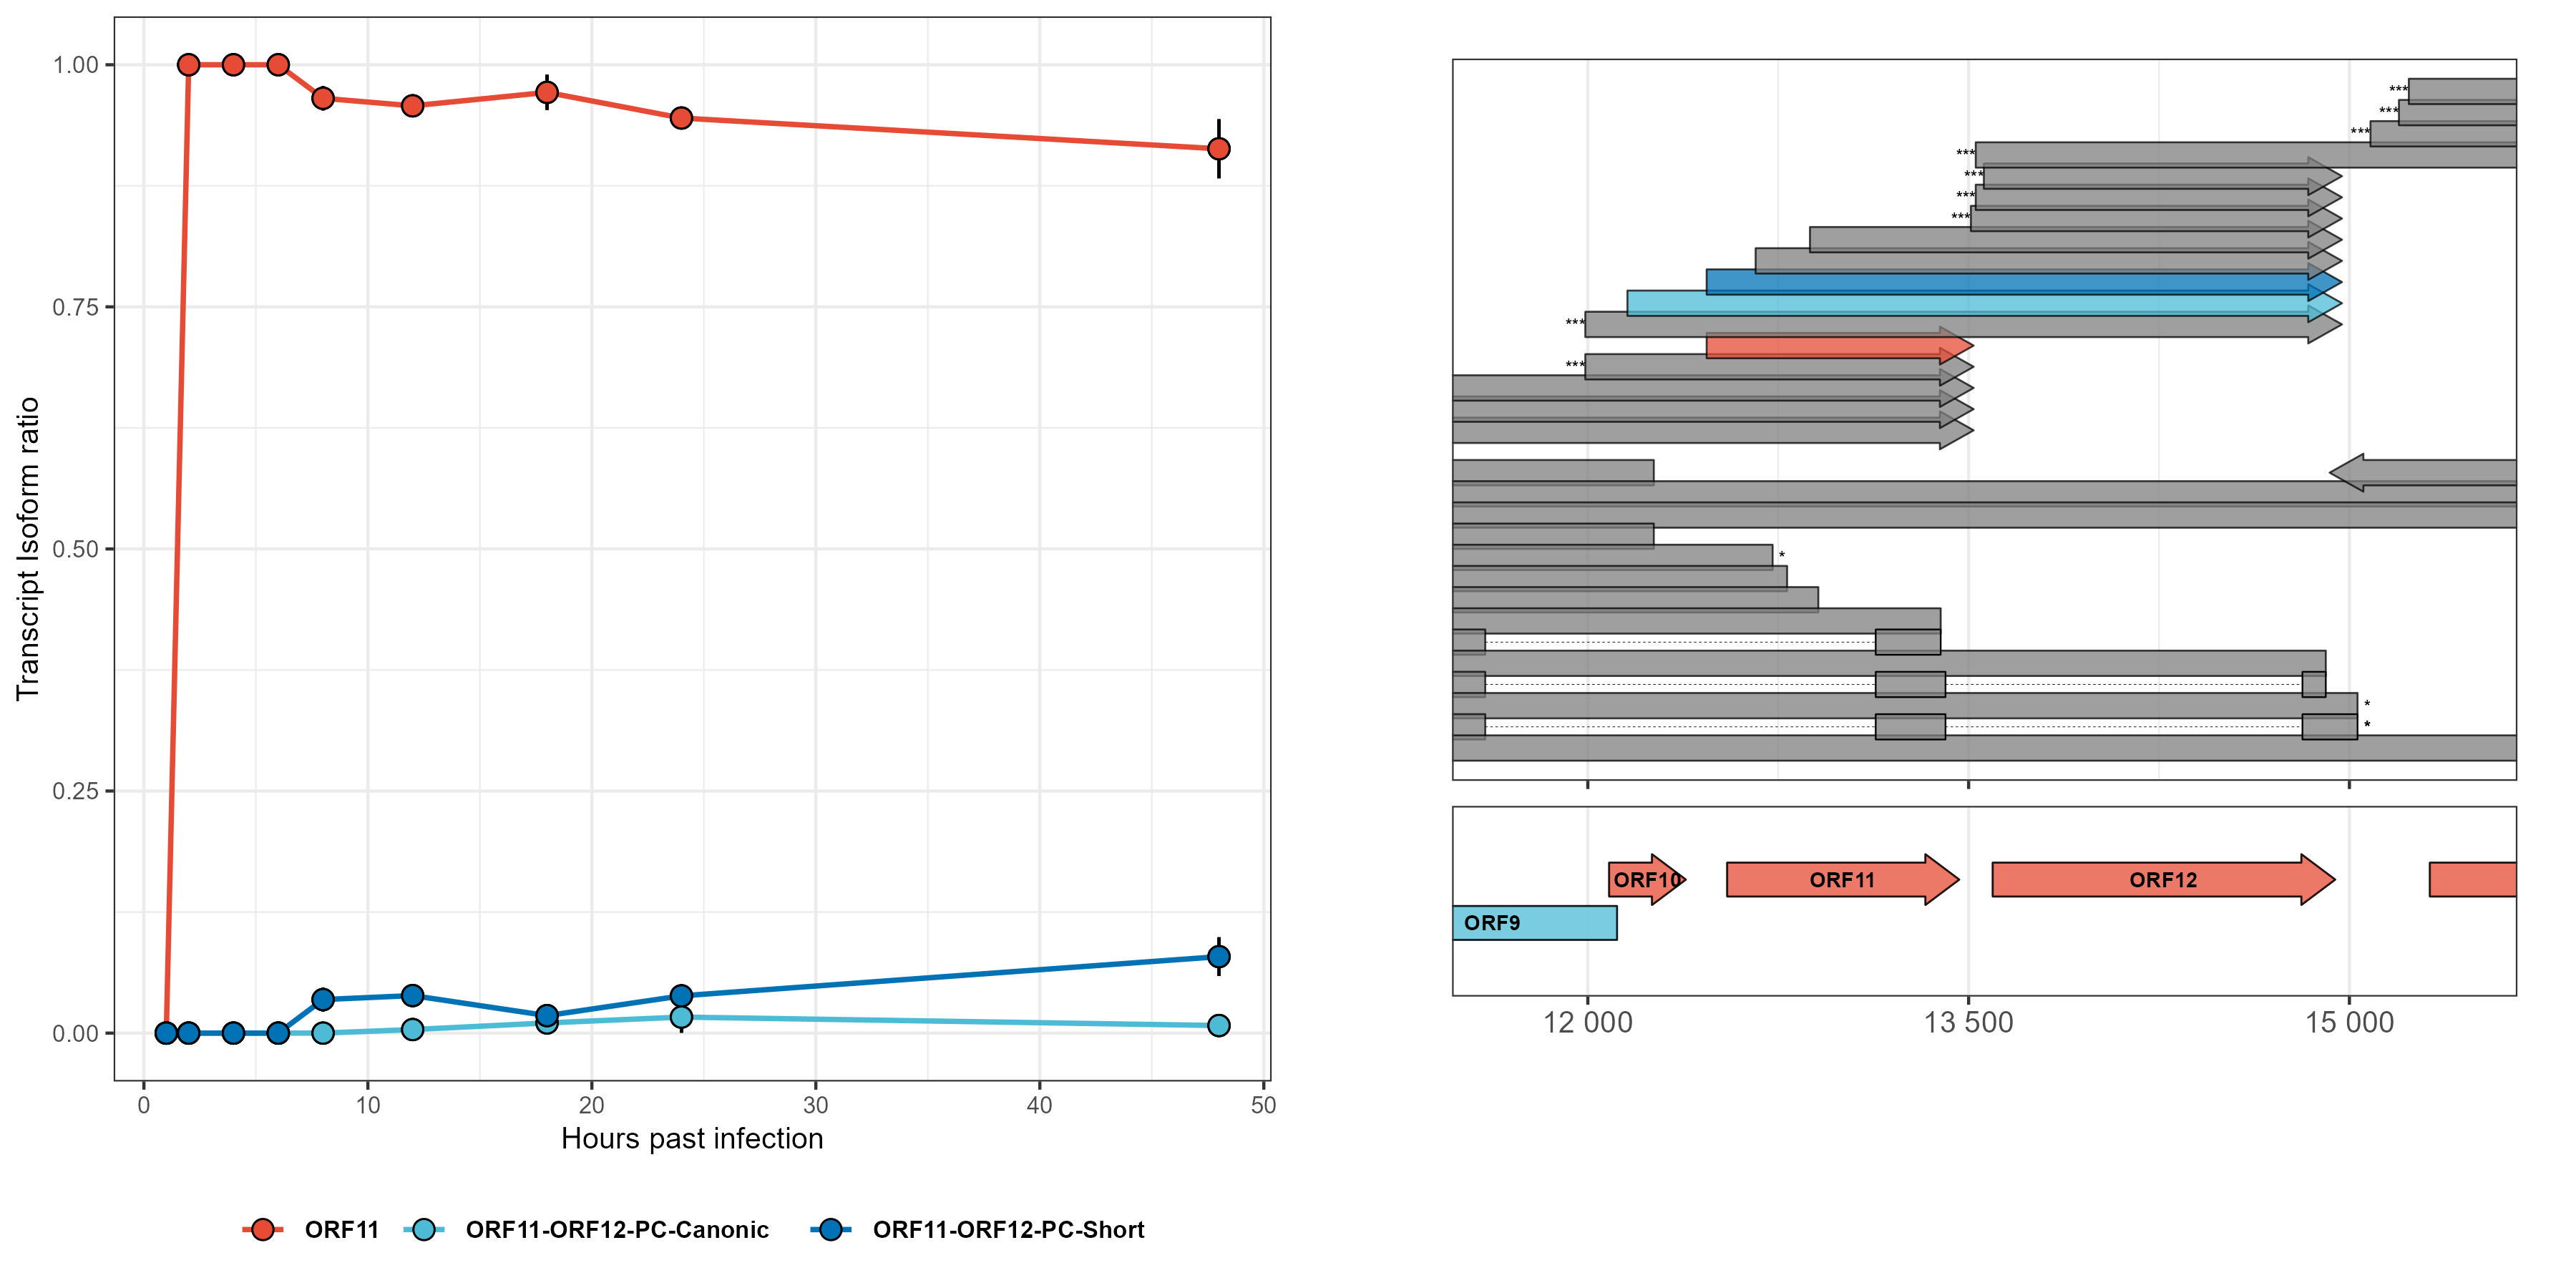 Transcript Isoform ratio
1.00
0.75
0.50
0.25
0.00
0 10 20 30 40 50
Hours past infection
ORF11 ORF11-ORF12-PC-Canonic ORF11-ORF12-PC-Short
***
***
***
***
***
***
***
***
***
*
*
*
ORF10 ORF11 ORF12
ORF9
12 000 13 500 15 000